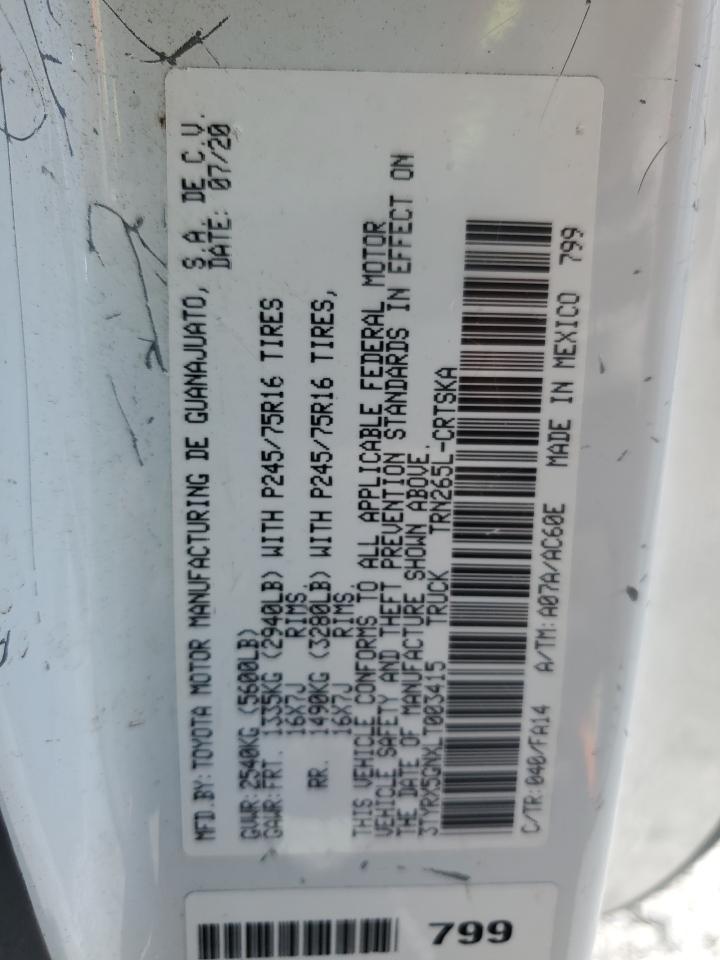 MFD.BY: TOYOTA MOTOR MANUFACTURING DE GUANAJUATO, S.A. DE C.V.
DATE: 07/20
GVWR: 2540KG (5600LB)
GAWR: FRT. 1335KG (2940LB) WITH P245/75R16 TIRES
16X7J RIMS,
RR. 1490KG (3280LB) WITH P245/75R16 TIRES,
16X7J RIMS.
THIS VEHICLE CONFORMS TO ALL APPLICABLE FEDERAL MOTOR
VEHICLE SAFETY AND THEFT PREVENTION STANDARDS IN EFFECT ON
THE DATE OF MANUFACTURE SHOWN ABOVE.
3TYRX5GNXLT003415 TRUCK TRN265L-CRTSKA
C/TR: 040/FA14 A/TM: A07A/AC60E MADE IN MEXICO 799
799